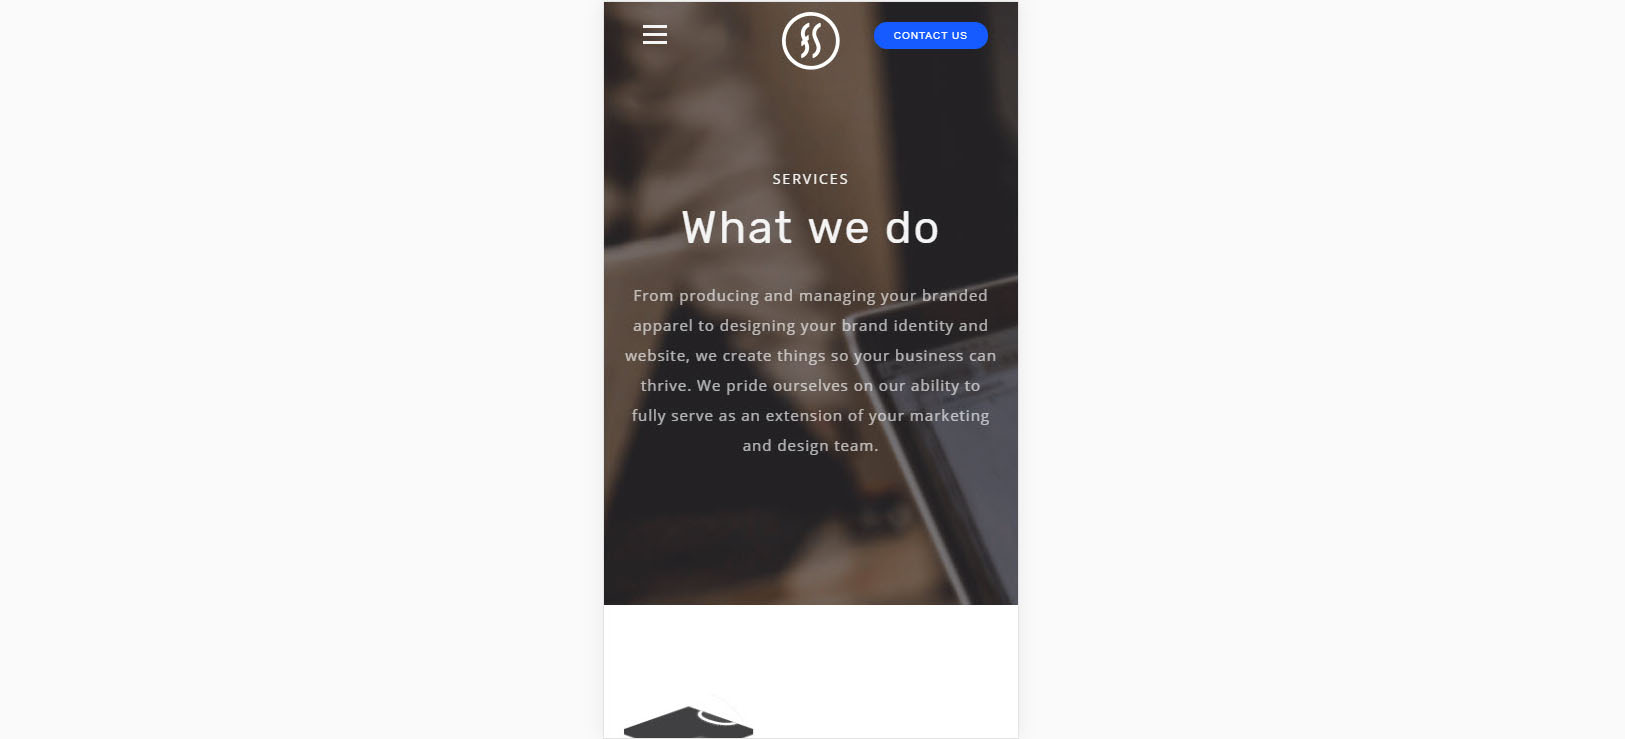 CONTACT US
SERVICES
What we do
From producing and managing your branded
apparel to designing your brand identity and
website, we create things so your business can
thrive. We pride ourselves on our ability to
fully serve as an extension of your marketing
and design team.